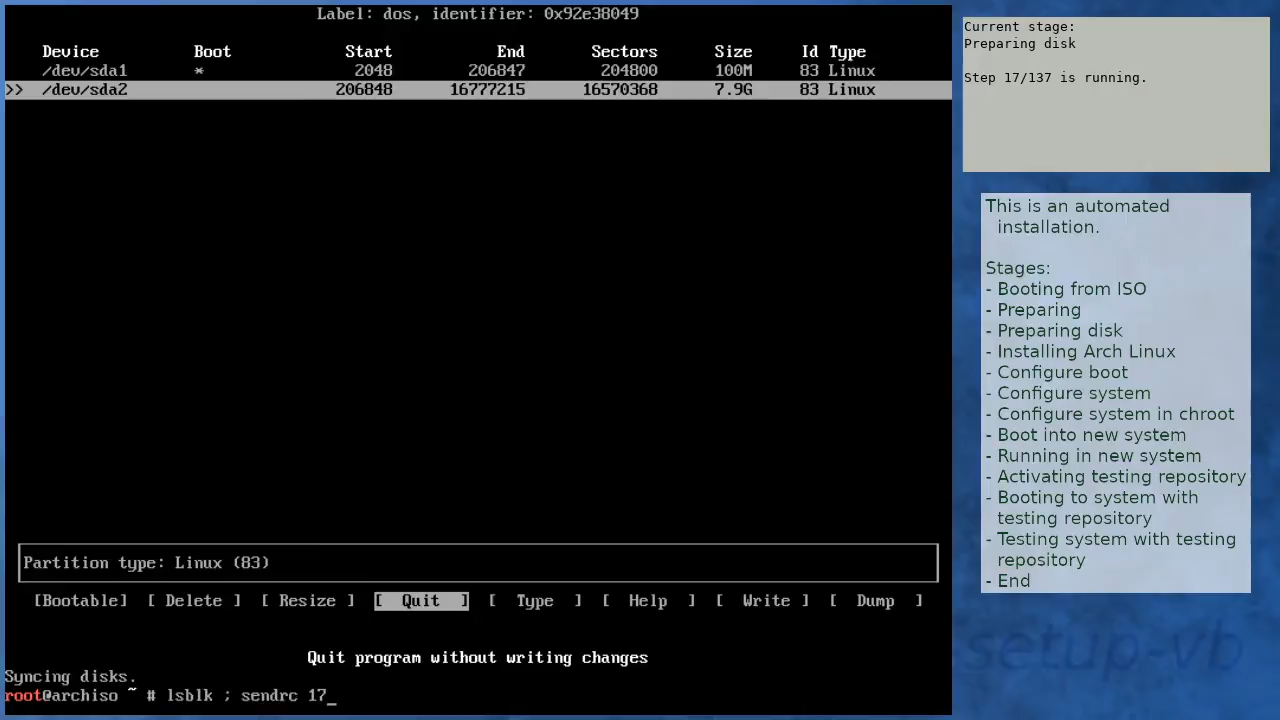 Label: dos, identifier: 0x92e38049
Device Boot Start End Sectors Size Id Type
/dev/sda1 * 2048 206847 204800 100M 83 Linux
>> /dev/sda2 206848 16777215 16570368 7.9G 83 Linux
Partition type: Linux (83)
[Bootable] [ Delete ] [ Resize ] [ Quit ] [ Type ] [ Help ] [ Write ] [ Dump ]
Quit program without writing changes
Syncing disks.
root@archiso ~ # lsblk ; sendrc 17_
Current stage:
Preparing disk
Step 17/137 is running.
This is an automated
installation.
Stages:
- Booting from ISO
- Preparing
- Preparing disk
- Installing Arch Linux
- Configure boot
- Configure system
- Configure system in chroot
- Boot into new system
- Running in new system
- Activating testing repository
- Booting to system with
testing repository
- Testing system with testing
repository
- End
setup-vb